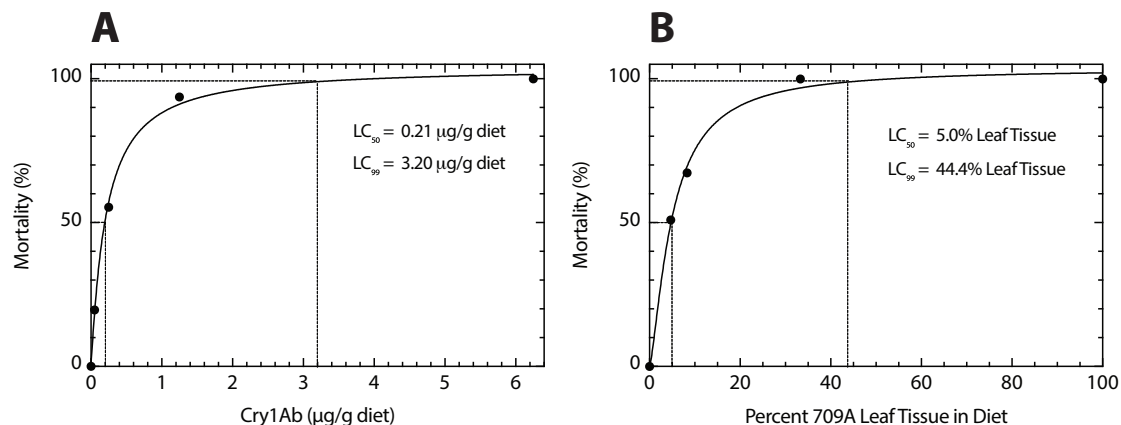 A
Mortality (%)
100
50
0
LC₅₀ = 0.21 µg/g diet
LC₉₉ = 3.20 µg/g diet
0 1 2 3 4 5 6
Cry1Ab (µg/g diet)
B
Mortality (%)
100
50
0
LC₅₀ = 5.0% Leaf Tissue
LC₉₉ = 44.4% Leaf Tissue
0 20 40 60 80 100
Percent 709A Leaf Tissue in Diet